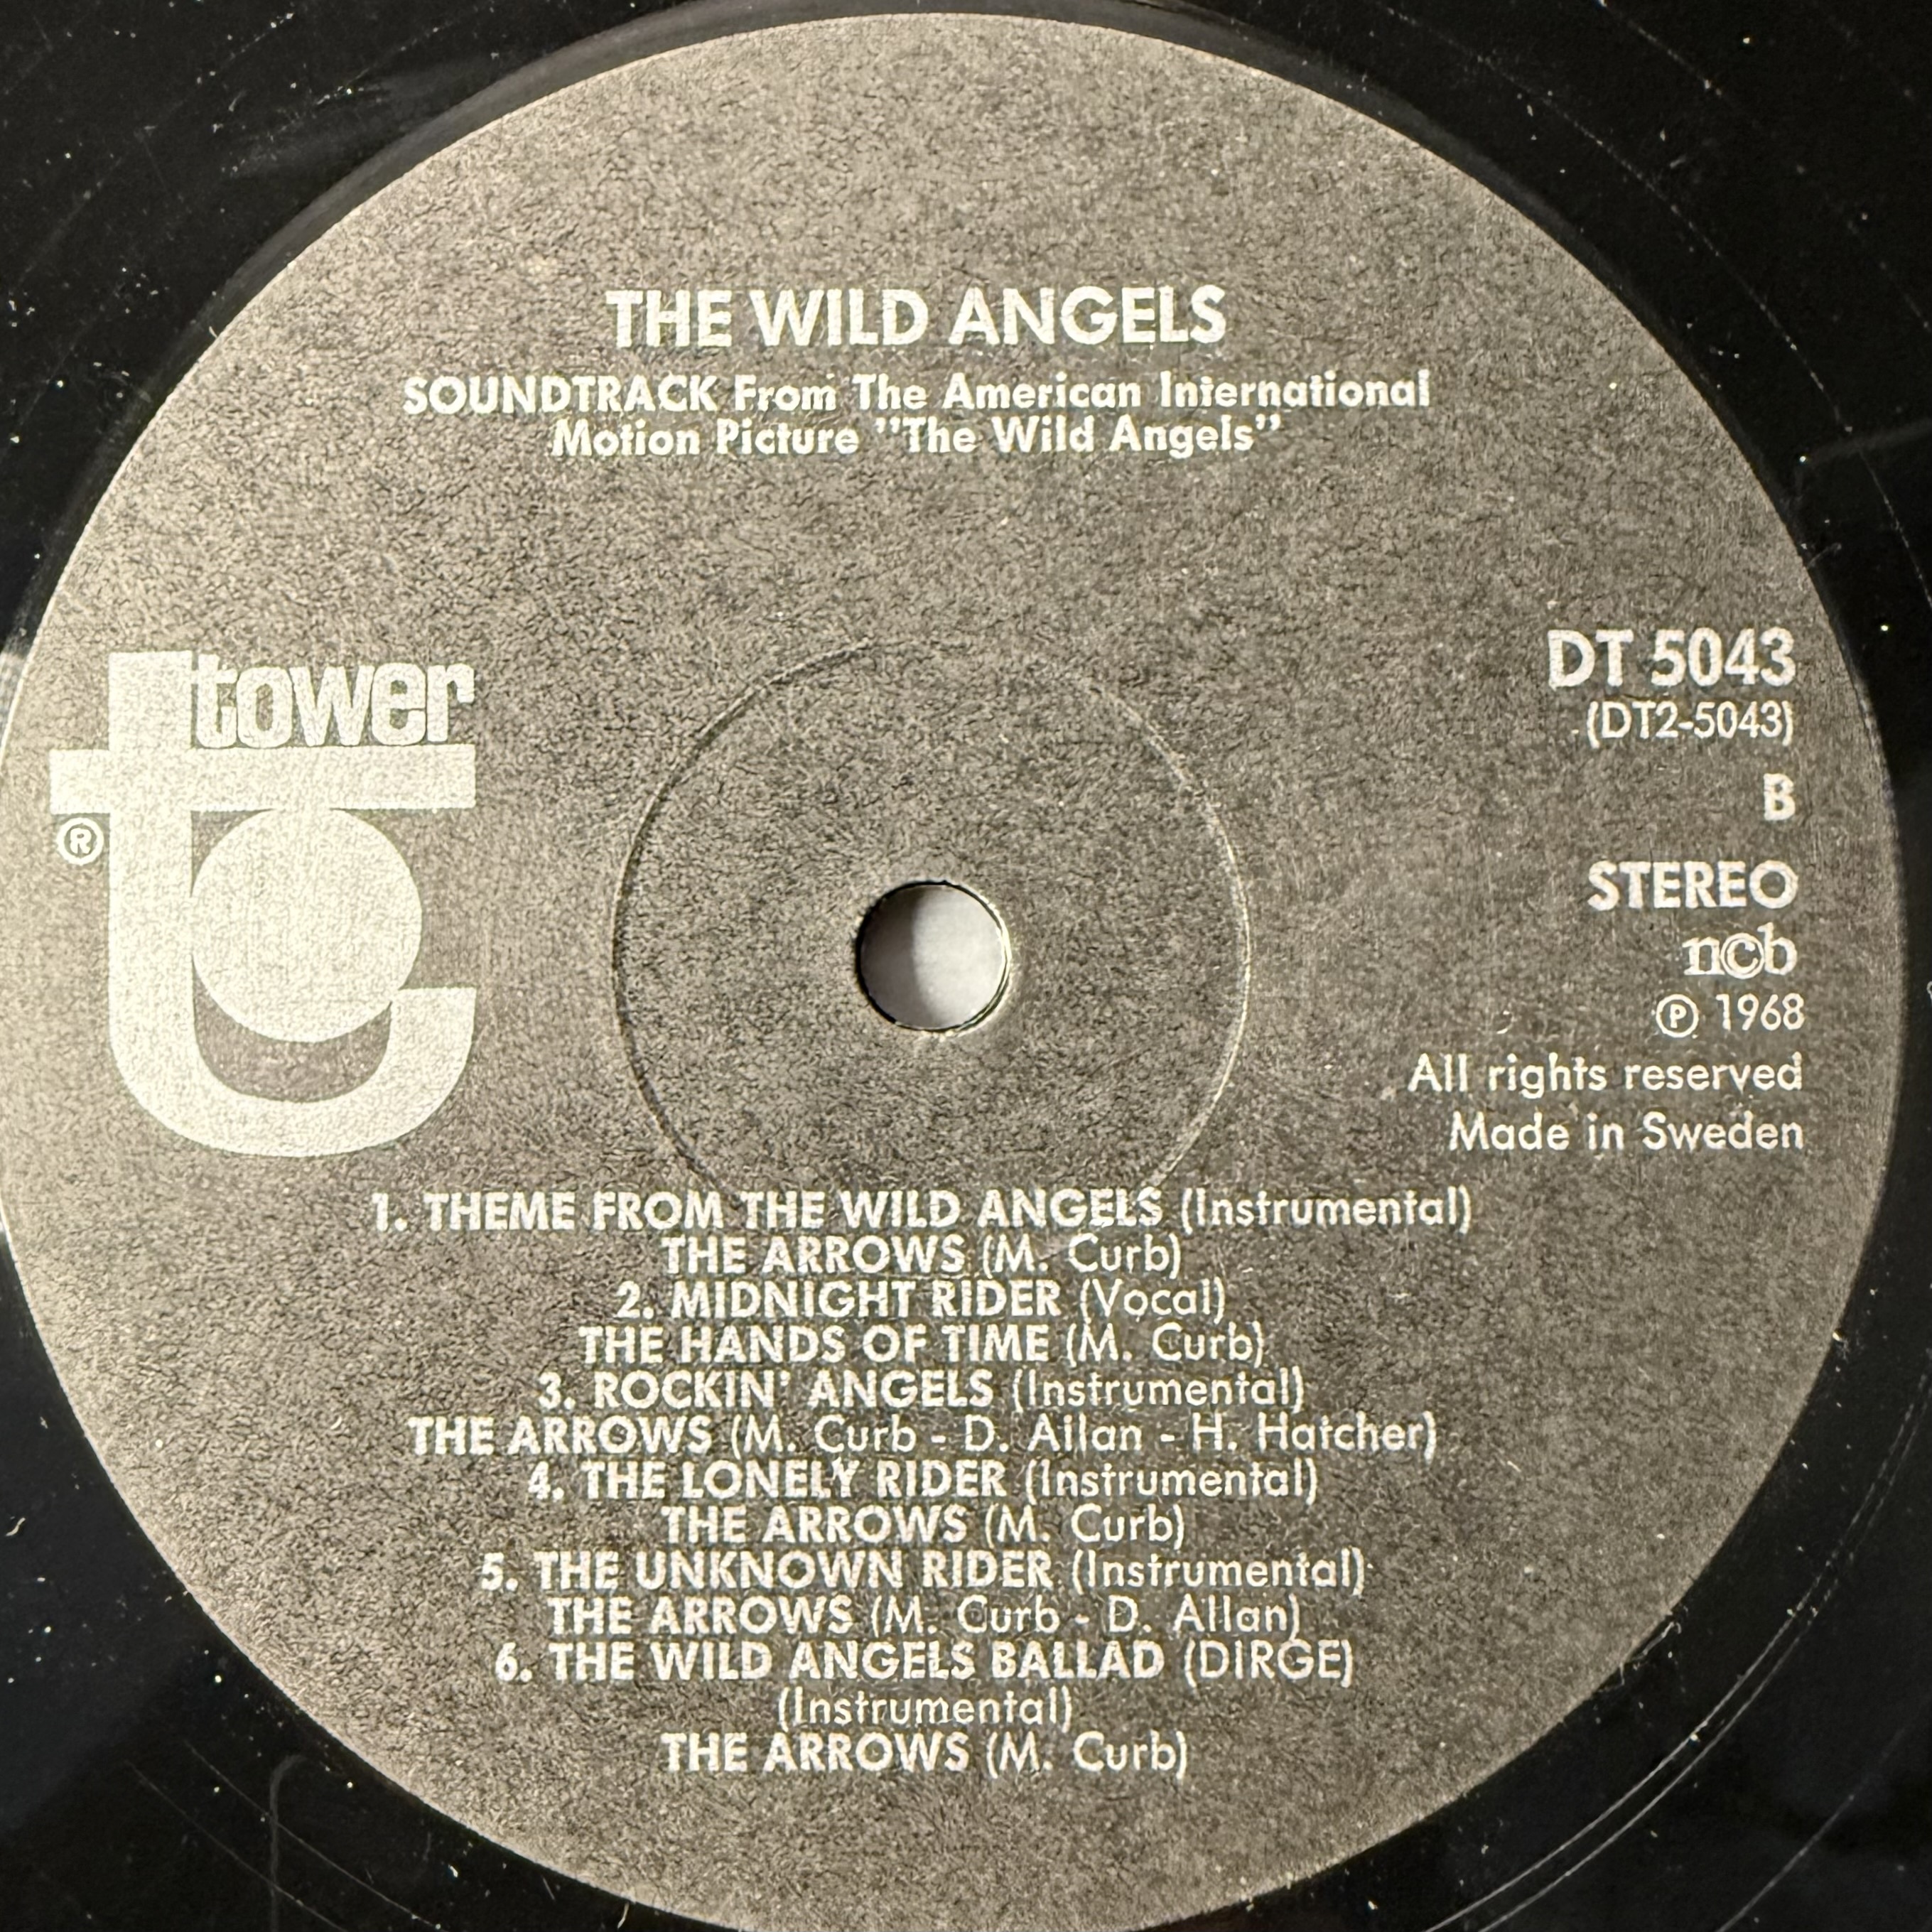 THE WILD ANGELS
SOUNDTRACK From The American International
Motion Picture "The Wild Angels"
tower
®
DT 5043
(DT2-5043)
B
STEREO
n©b
℗ 1968
All rights reserved
Made in Sweden
1. THEME FROM THE WILD ANGELS (Instrumental)
THE ARROWS (M. Curb)
2. MIDNIGHT RIDER (Vocal)
THE HANDS OF TIME (M. Curb)
3. ROCKIN' ANGELS (Instrumental)
THE ARROWS (M. Curb - D. Allan - H. Hatcher)
4. THE LONELY RIDER (Instrumental)
THE ARROWS (M. Curb)
5. THE UNKNOWN RIDER (Instrumental)
THE ARROWS (M. Curb - D. Allan)
6. THE WILD ANGELS BALLAD (DIRGE)
(Instrumental)
THE ARROWS (M. Curb)